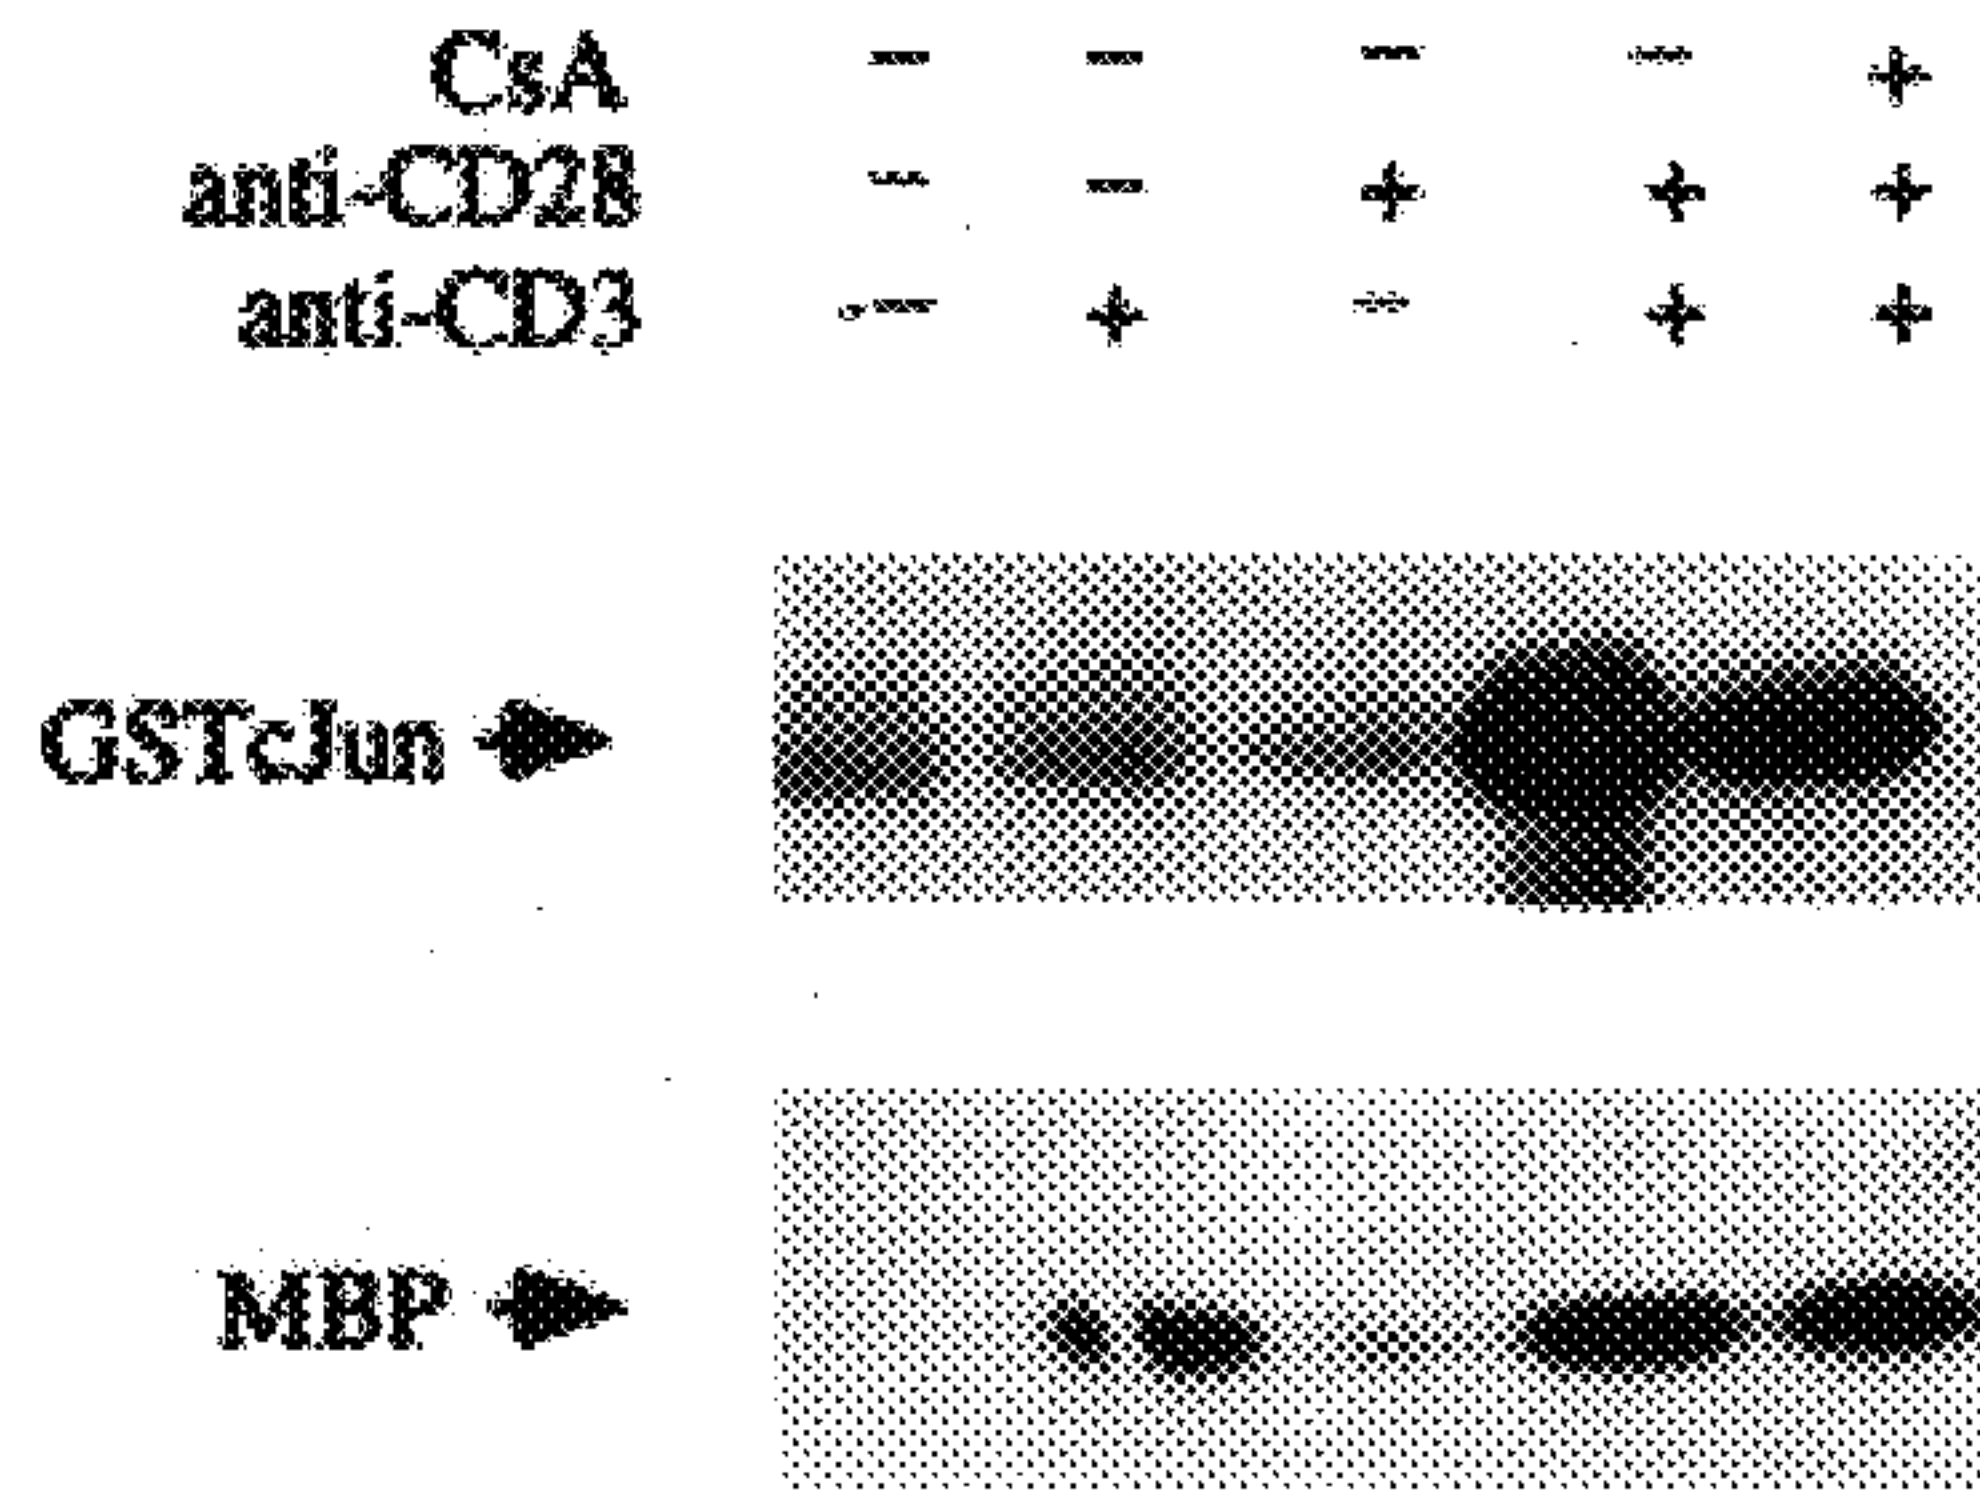 CsA − − − − +
anti-CD28 − − + + +
anti-CD3 − + − + +
GSTcJun
MBP